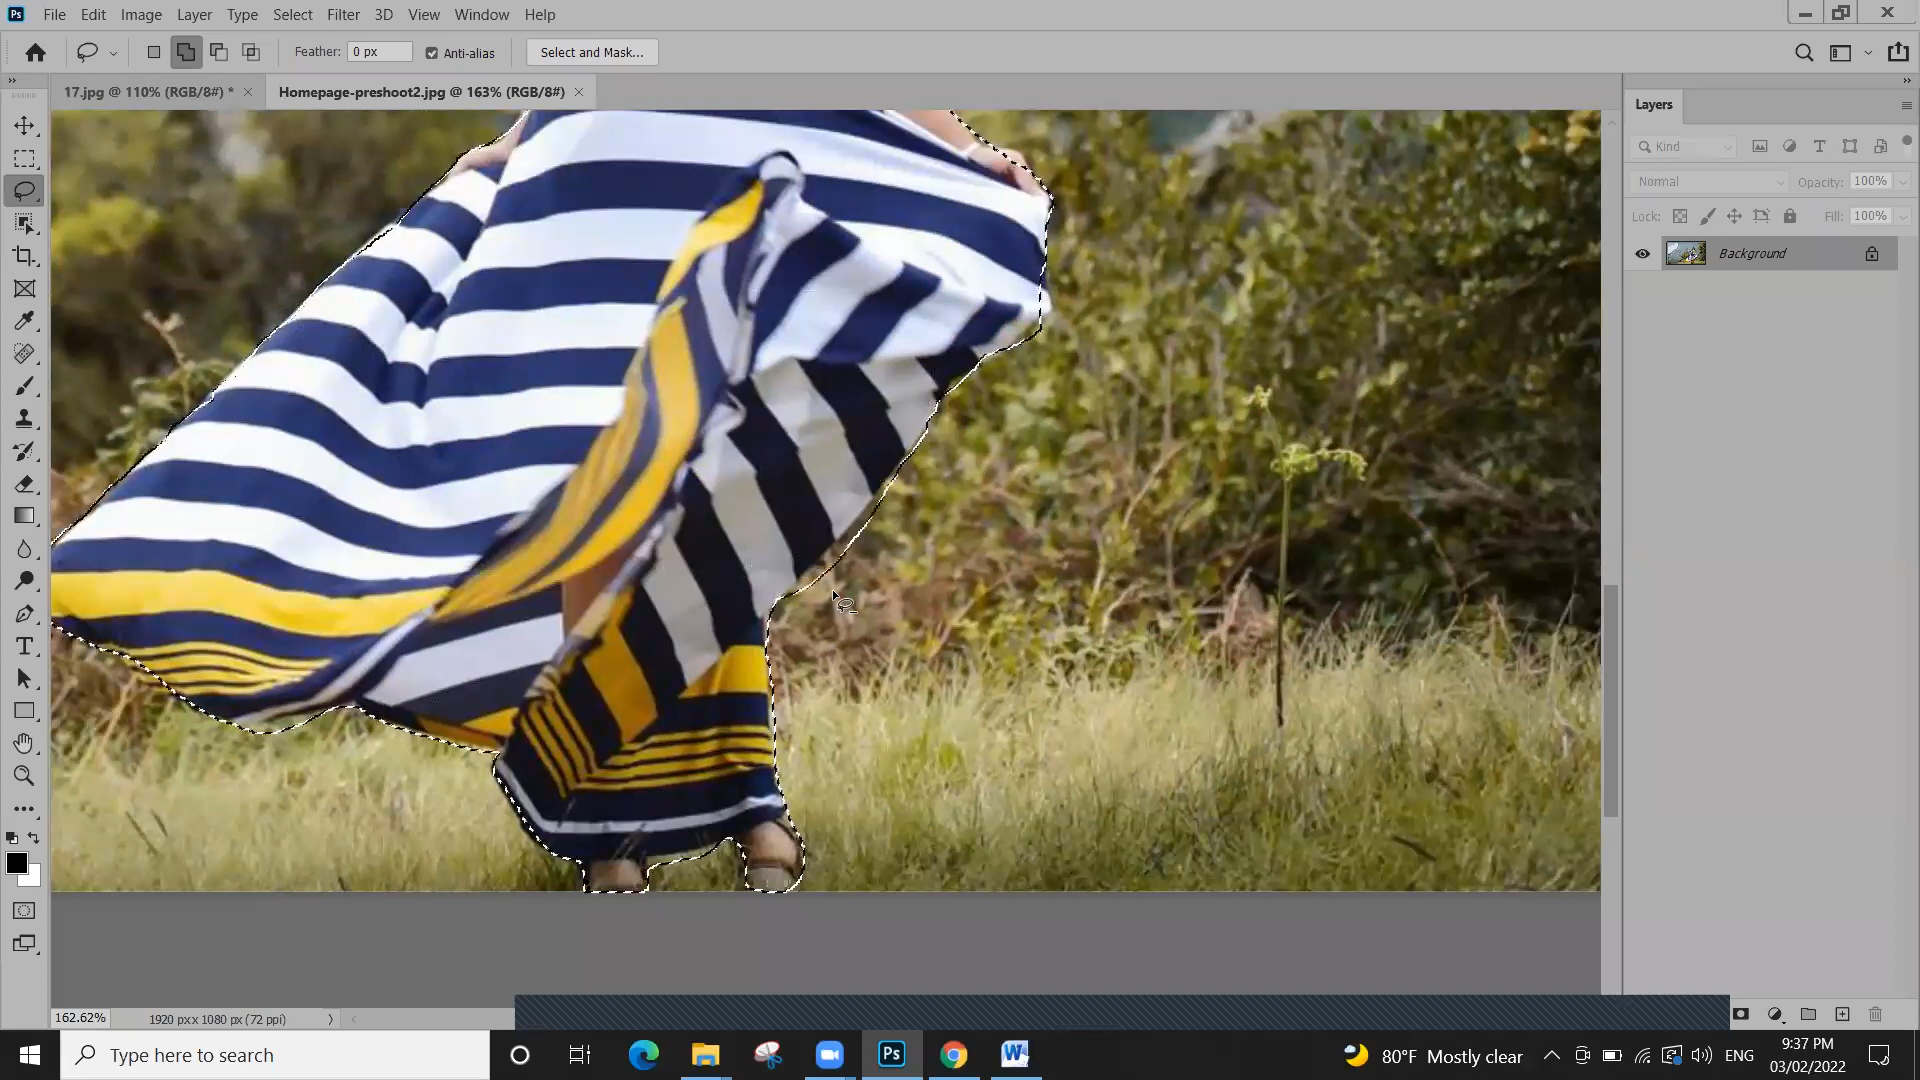 Ps File Edit Image Layer Type Select Filter 3D View Window Help
Feather: 0 px Anti-alias Select and Mask...
17.jpg @ 110% (RGB/8#) * × Homepage-preshoot2.jpg @ 163% (RGB/8#) ×
Layers
Kind
Normal Opacity: 100%
Lock: Fill: 100%
Background
162.62% 1920 px x 1080 px (72 ppi)
Type here to search
Ps
W
80°F Mostly clear
ENG
9:37 PM
03/02/2022